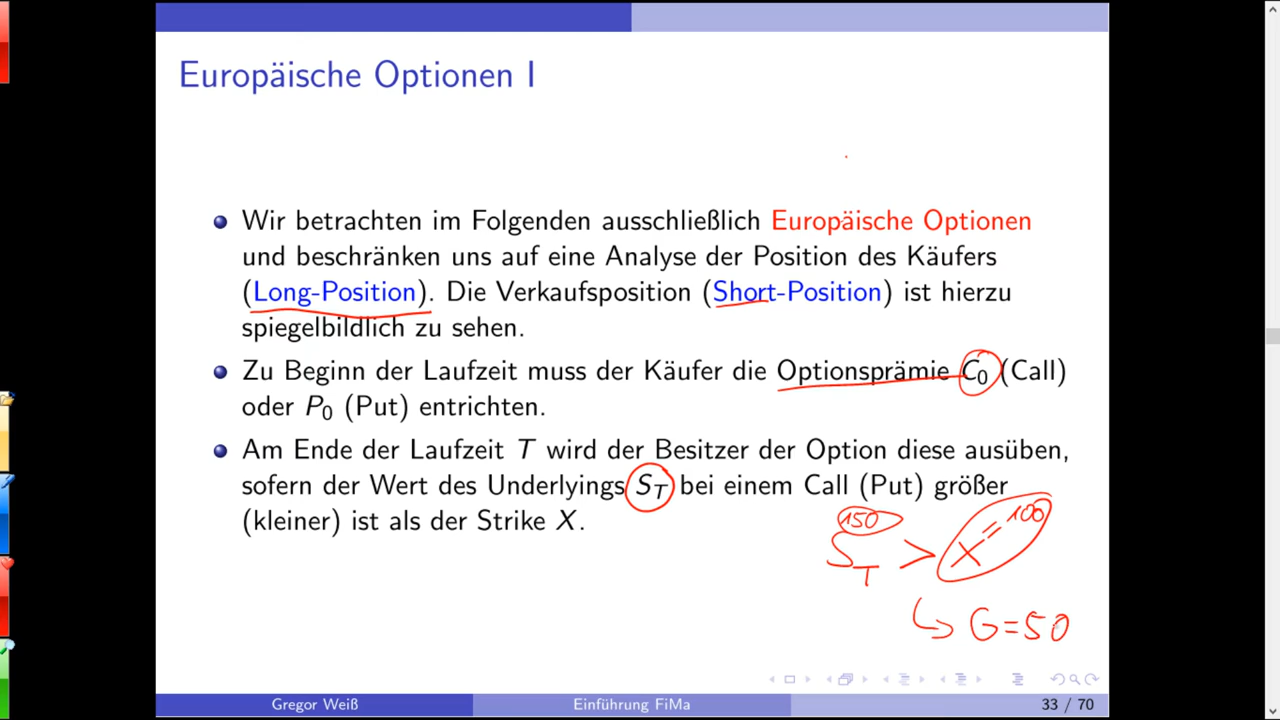 Europäische Optionen I
Wir betrachten im Folgenden ausschließlich Europäische Optionen
und beschränken uns auf eine Analyse der Position des Käufers
(Long-Position). Die Verkaufsposition (Short-Position) ist hierzu
spiegelbildlich zu sehen.
Zu Beginn der Laufzeit muss der Käufer die Optionsprämie C₀ (Call)
oder P₀ (Put) entrichten.
Am Ende der Laufzeit T wird der Besitzer der Option diese ausüben,
sofern der Wert des Underlyings S_T bei einem Call (Put) größer
(kleiner) ist als der Strike X.
150
S_T > X = 100
↳ G = 50
Gregor Weiß Einführung FiMa 33 / 70